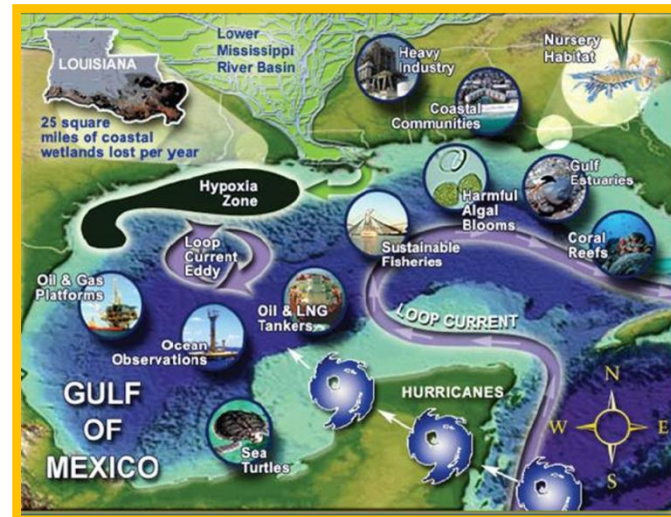 LOUISIANA
25 square
miles of coastal
wetlands lost per year
Lower
Mississippi
River Basin
Heavy
Industry
Coastal
Communities
Nursery
Habitat
Hypoxia
Zone
Loop
Current
Eddy
Sustainable
Fisheries
Harmful
Algal
Blooms
Gulf
Estuaries
Coral
Reefs
Oil & Gas
Platforms
Ocean
Observations
Oil & LNG
Tankers
LOOP CURRENT
GULF
OF
MEXICO
Sea
Turtles
HURRICANES
N
W
E
S